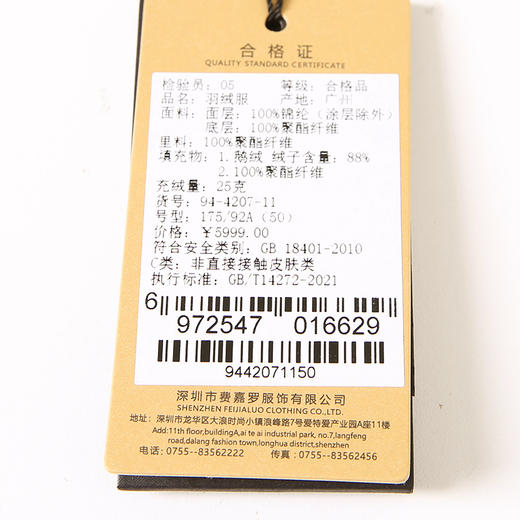 合格证
QUALITY STANDARD CERTIFICATE
检验员: 05 等级: 合格品
品名: 羽绒服 产地: 广州
面料: 面层: 100%锦纶（涂层除外）
底层: 100%聚酯纤维
里料: 100%聚酯纤维
填充物: 1.鹅绒 绒子含量: 88%
2.100%聚酯纤维
充绒量: 25克
货号: 94-4207-11
号型: 175/92A（50）
价格: ￥5999.00
符合安全类别: GB 18401-2010
C类: 非直接接触皮肤类
执行标准: GB/T14272-2021
6 972547 016629
9442071150
深圳市费嘉罗服饰有限公司
SHENZHEN FEIJIALUO CLOTHING CO.,LTD.
地址: 深圳市龙华区大浪时尚小镇浪峰路7号爱特爱产业园A座11楼
Add:11th floor,buildingA,ai te ai industrial park, no.7,langfeng
road,dalang fashion town,longhua district,shenzhen
电话: 0755--83562222 传真: 0755--83562456